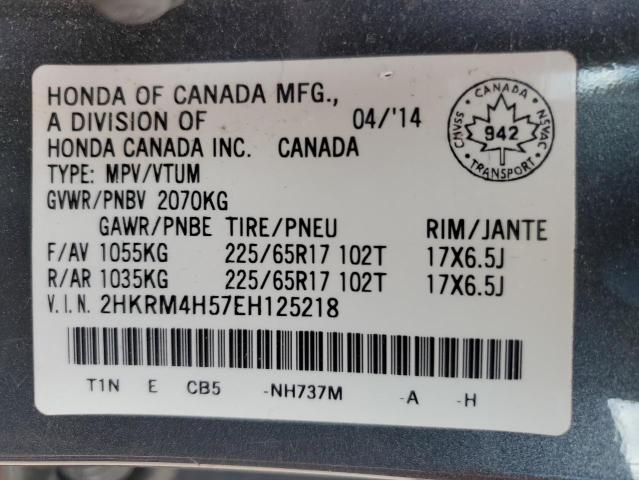 HONDA OF CANADA MFG.,
A DIVISION OF 04/'14
HONDA CANADA INC. CANADA
TYPE: MPV/VTUM
GVWR/PNBV 2070KG
GAWR/PNBE TIRE/PNEU RIM/JANTE
F/AV 1055KG 225/65R17 102T 17X6.5J
R/AR 1035KG 225/65R17 102T 17X6.5J
V.I.N. 2HKRM4H57EH125218
T1N E CB5 -NH737M -A -H
CANADA
CMVSS 942 NSVAC
TRANSPORT